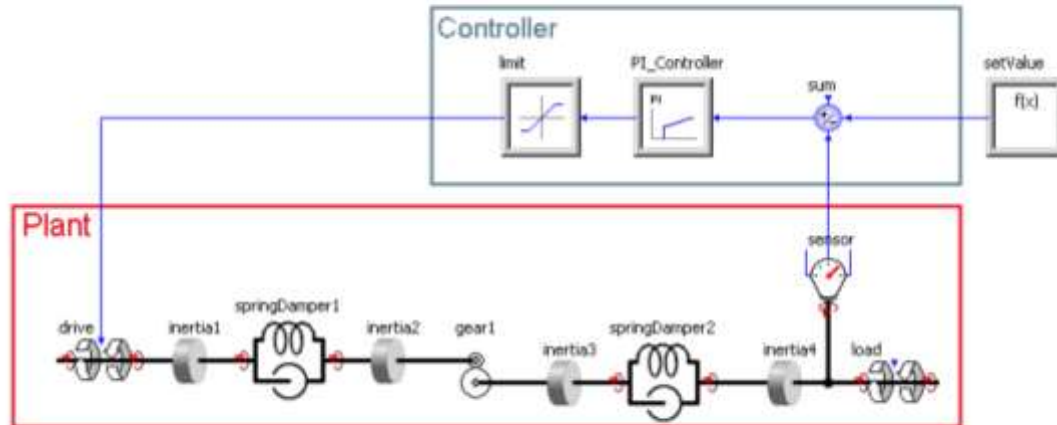 Controller
limit
PI_Controller
setValue
sum
PI
f(x)
Plant
sensor
drive
inertia1
springDamper1
inertia2
gear1
inertia3
springDamper2
inertia4
load